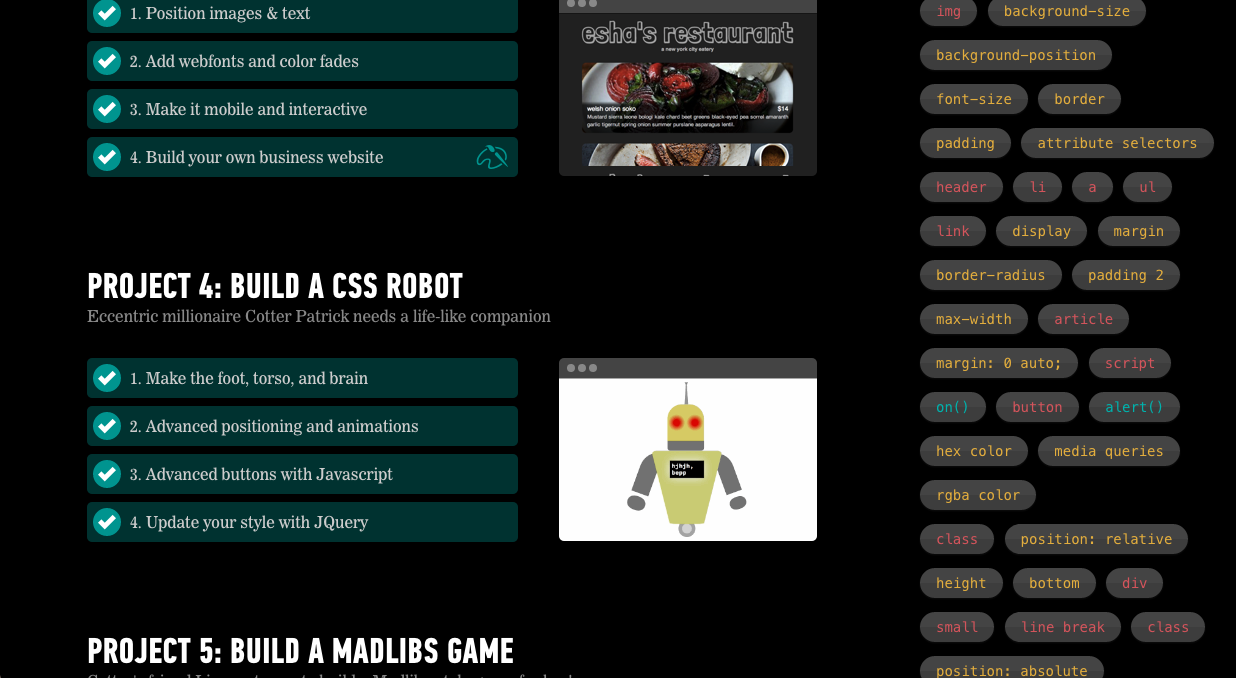 1. Position images & text
2. Add webfonts and color fades
3. Make it mobile and interactive
4. Build your own business website
esha's restaurant
a new york city eatery
welsh onion soko $14
Mustard sierra leone bologi kale chard beet greens black-eyed pea sorrel amaranth
garlic tigernut spring onion summer purslane asparagus lentil.
PROJECT 4: BUILD A CSS ROBOT
Eccentric millionaire Cotter Patrick needs a life-like companion
1. Make the foot, torso, and brain
2. Advanced positioning and animations
3. Advanced buttons with Javascript
4. Update your style with JQuery
hjhjh,
bepp
PROJECT 5: BUILD A MADLIBS GAME
img background-size
background-position
font-size border
padding attribute selectors
header li a ul
link display margin
border-radius padding 2
max-width article
margin: 0 auto; script
on() button alert()
hex color media queries
rgba color
class position: relative
height bottom div
small line break class
position: absolute